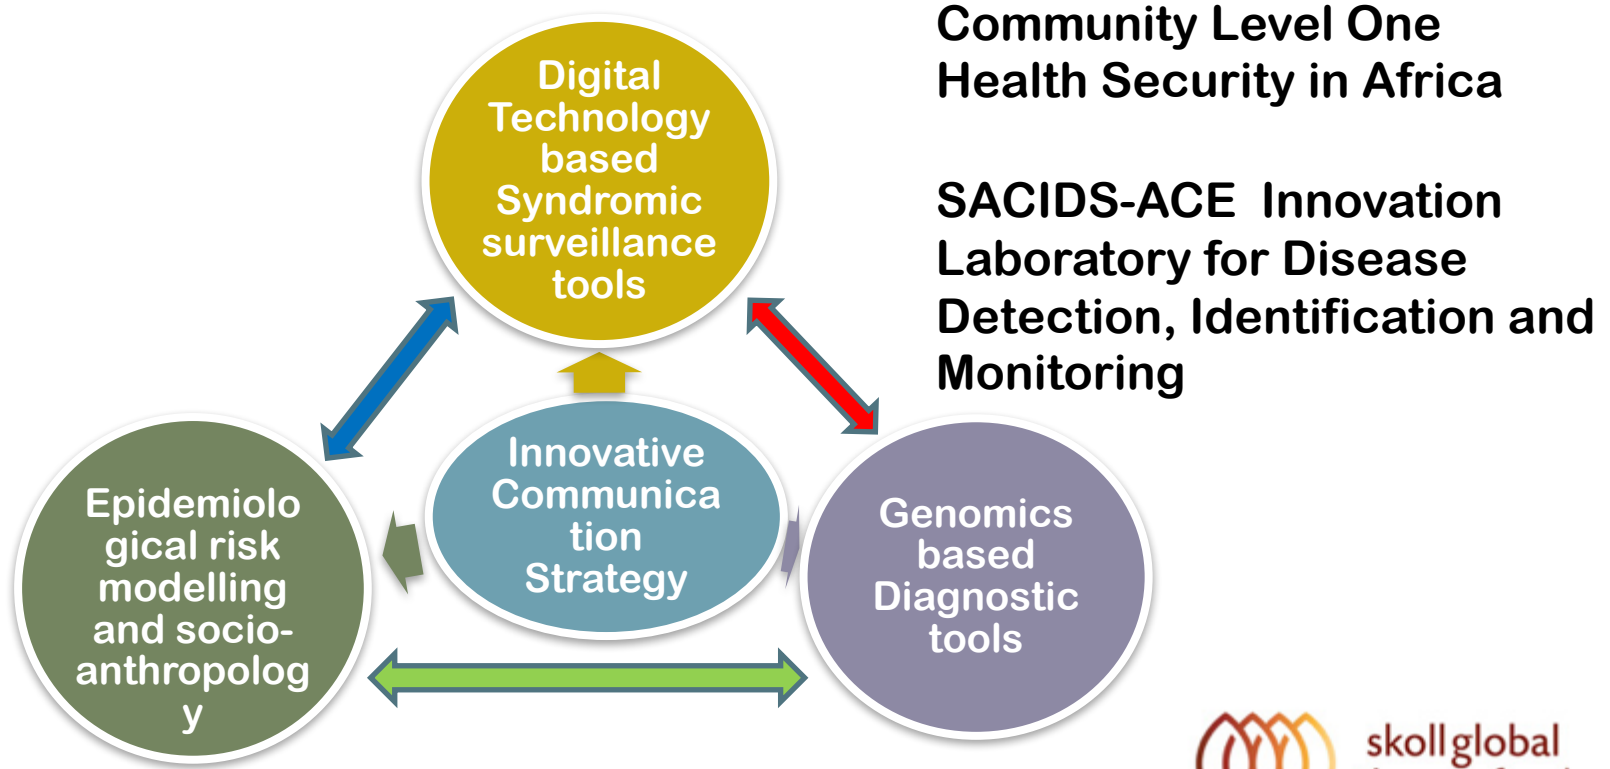 Community Level One
Health Security in Africa
SACIDS-ACE Innovation
Laboratory for Disease
Detection, Identification and
Monitoring
Digital
Technology
based
Syndromic
surveillance
tools
Innovative
Communica
tion
Strategy
Epidemiolo
gical risk
modelling
and socio-
anthropolog
y
Genomics
based
Diagnostic
tools
skollglobal